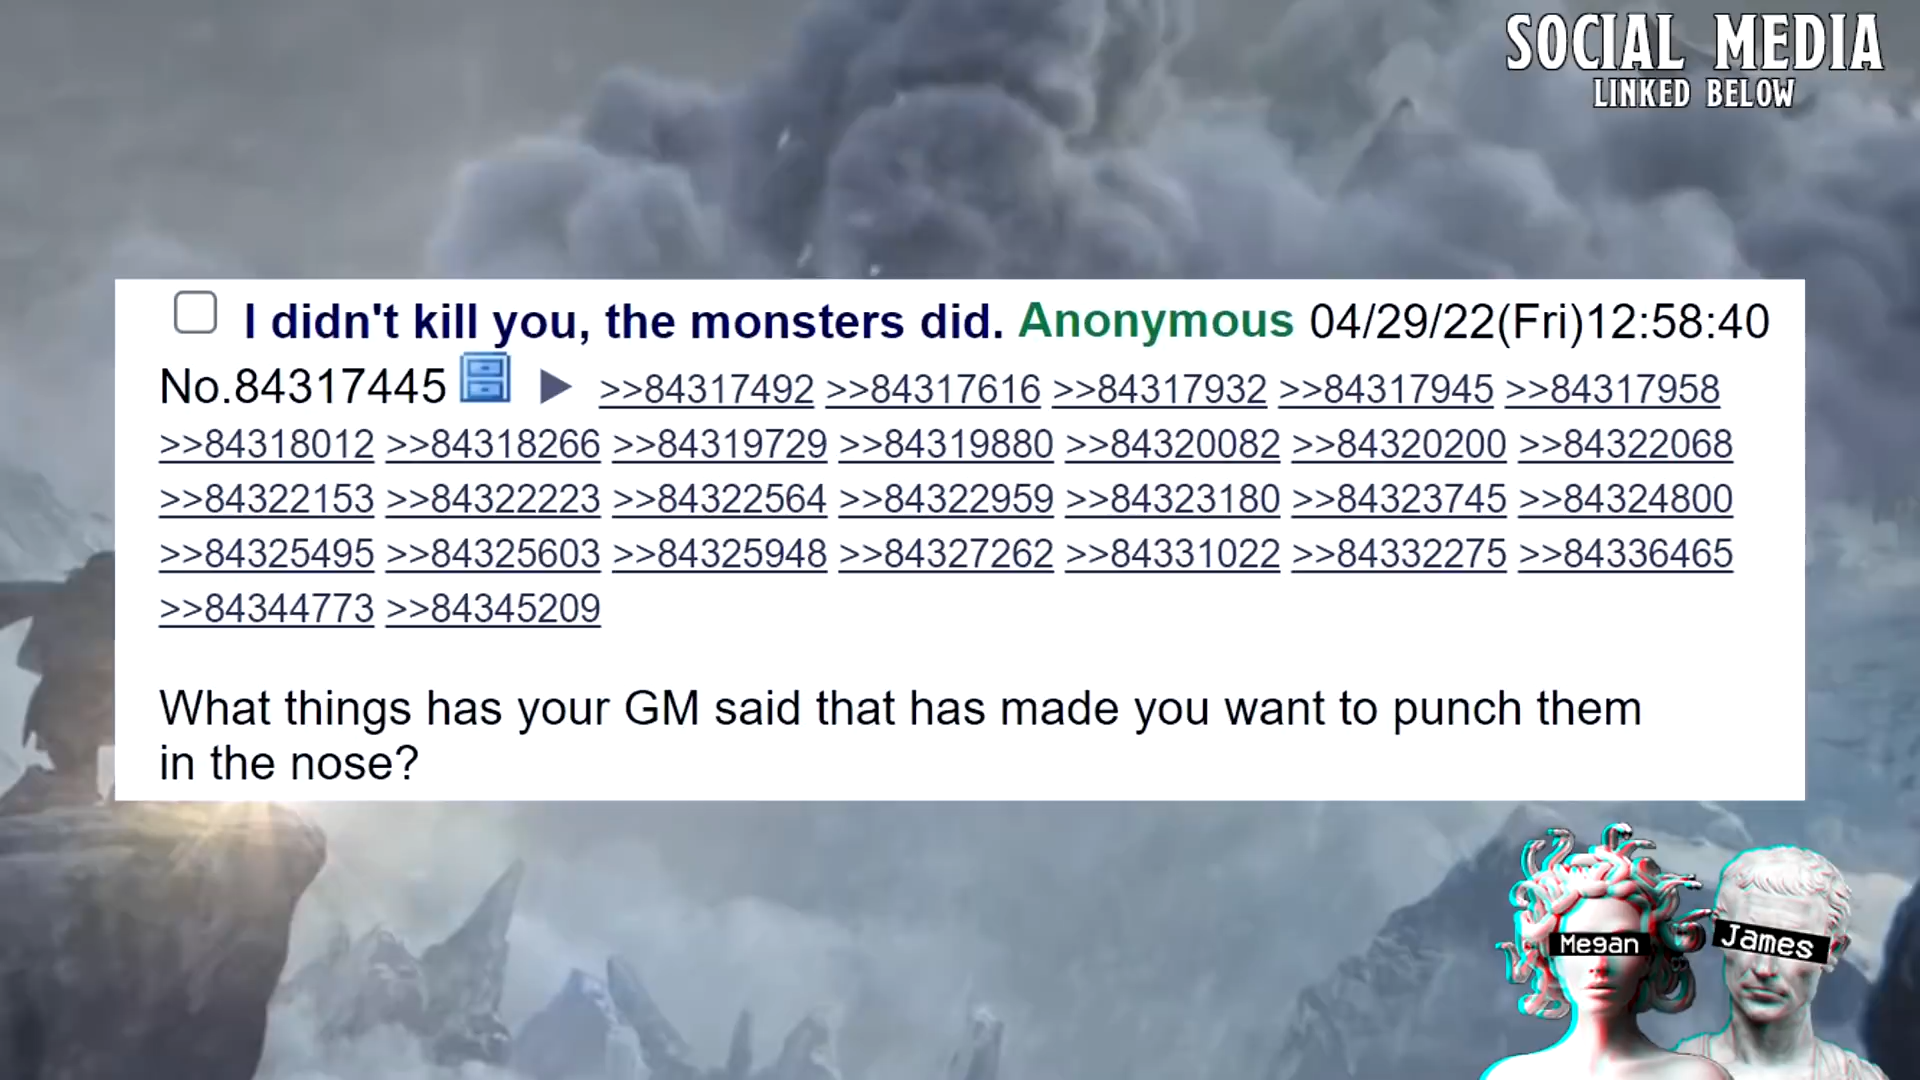 SOCIAL MEDIA
LINKED BELOW
I didn't kill you, the monsters did. Anonymous 04/29/22(Fri)12:58:40
No.84317445 ▶ >>84317492 >>84317616 >>84317932 >>84317945 >>84317958
>>84318012 >>84318266 >>84319729 >>84319880 >>84320082 >>84320200 >>84322068
>>84322153 >>84322223 >>84322564 >>84322959 >>84323180 >>84323745 >>84324800
>>84325495 >>84325603 >>84325948 >>84327262 >>84331022 >>84332275 >>84336465
>>84344773 >>84345209
What things has your GM said that has made you want to punch them
in the nose?
Megan
James